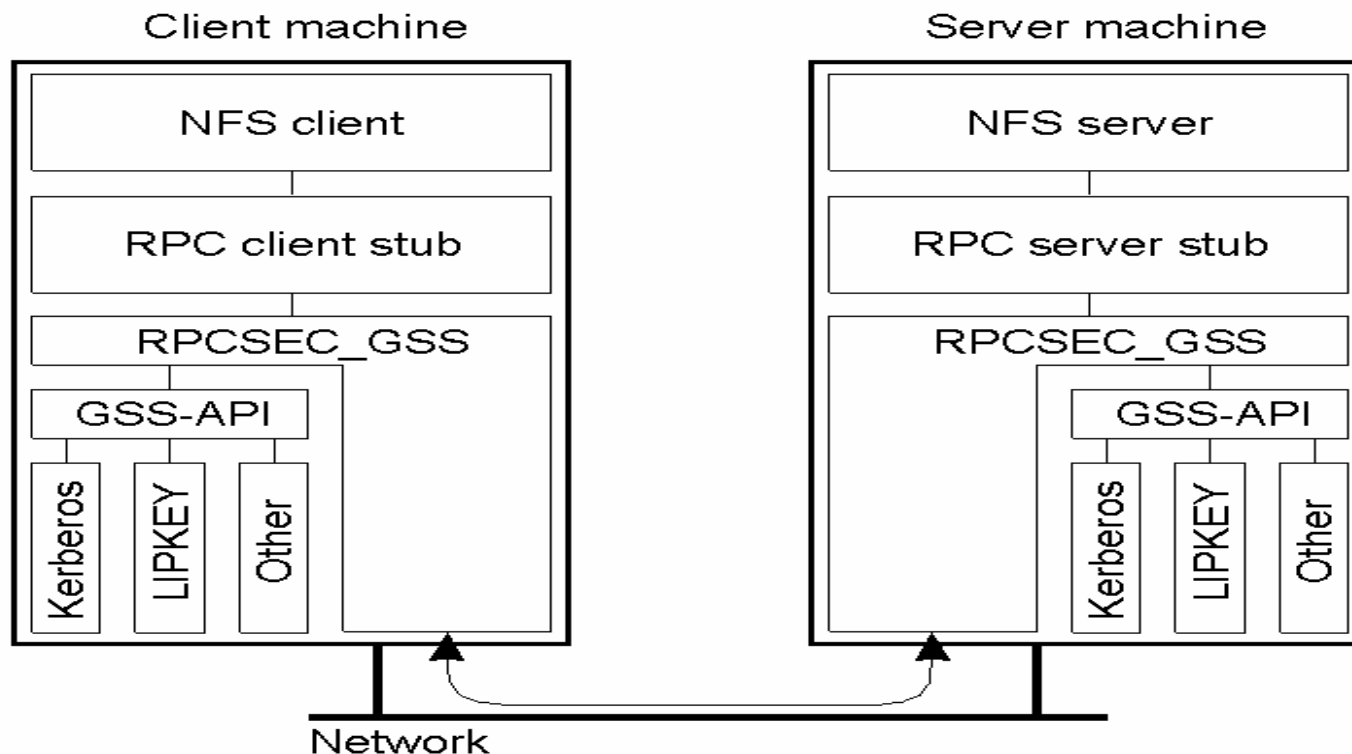 Client machine
Server machine
NFS client
NFS server
RPC client stub
RPC server stub
RPCSEC_GSS
RPCSEC_GSS
GSS-API
GSS-API
Kerberos
LIPKEY
Other
Kerberos
LIPKEY
Other
Network